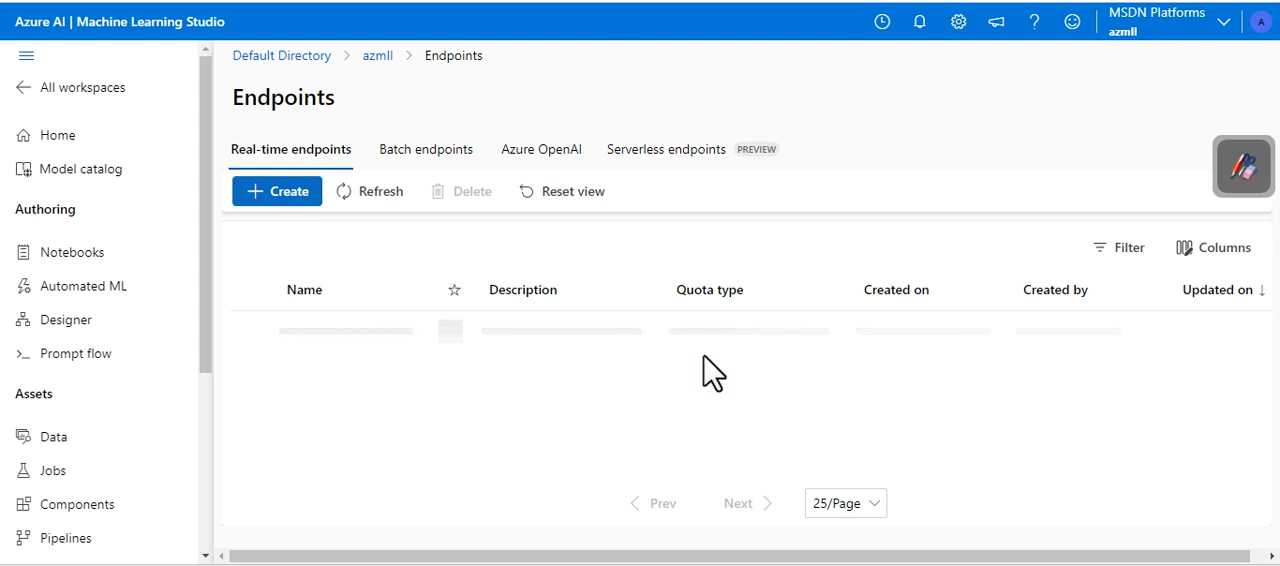 Azure AI | Machine Learning Studio
MSDN Platforms
azmll
A
All workspaces
Home
Model catalog
Authoring
Notebooks
Automated ML
Designer
Prompt flow
Assets
Data
Jobs
Components
Pipelines
Default Directory > azmll > Endpoints
Endpoints
Real-time endpoints Batch endpoints Azure OpenAI Serverless endpoints PREVIEW
Create Refresh Delete Reset view
Filter Columns
Name Description Quota type Created on Created by Updated on ↓
Prev Next 25/Page